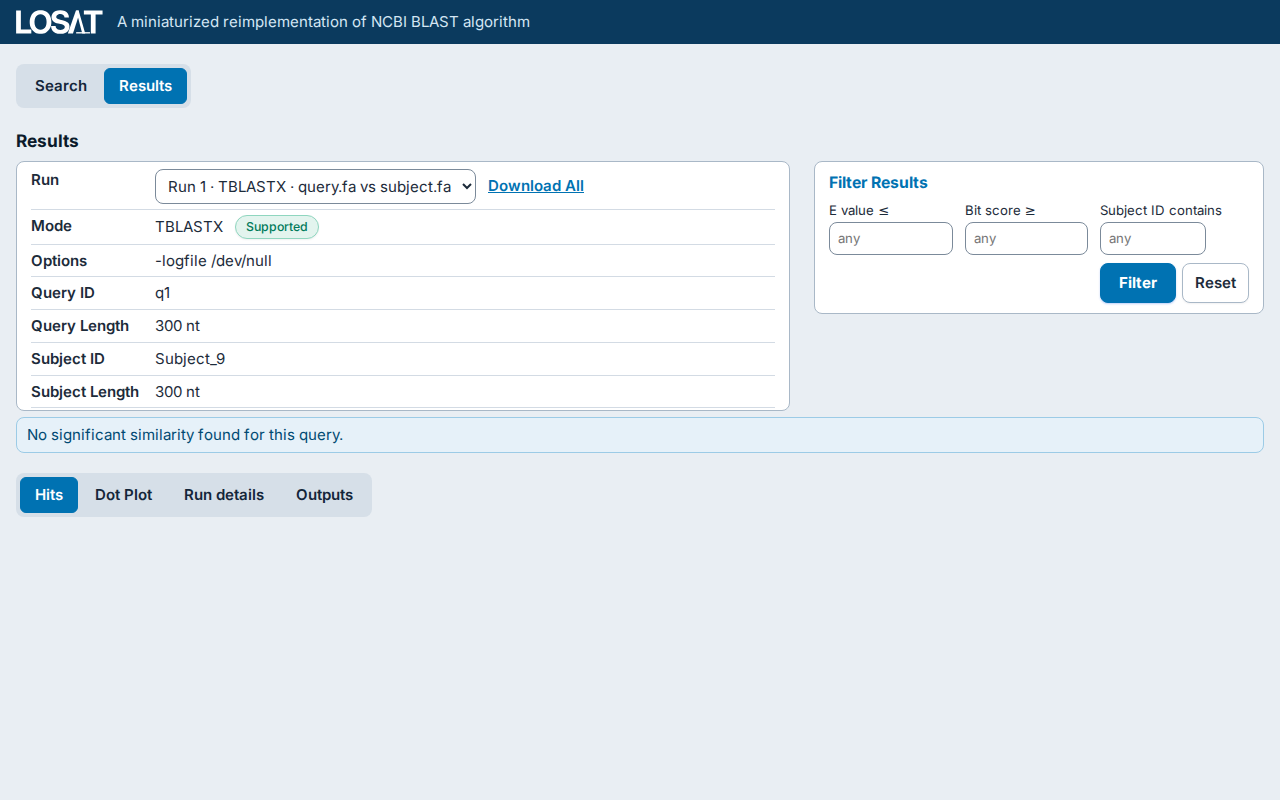 LOSAT A miniaturized reimplementation of NCBI BLAST algorithm
Search Results
Results
Run Run 1 · TBLASTX · query.fa vs subject.fa Download All
Mode TBLASTX Supported
Options -logfile /dev/null
Query ID q1
Query Length 300 nt
Subject ID Subject_9
Subject Length 300 nt
Filter Results
E value ≤ Bit score ≥ Subject ID contains
any any any
Filter Reset
No significant similarity found for this query.
Hits Dot Plot Run details Outputs